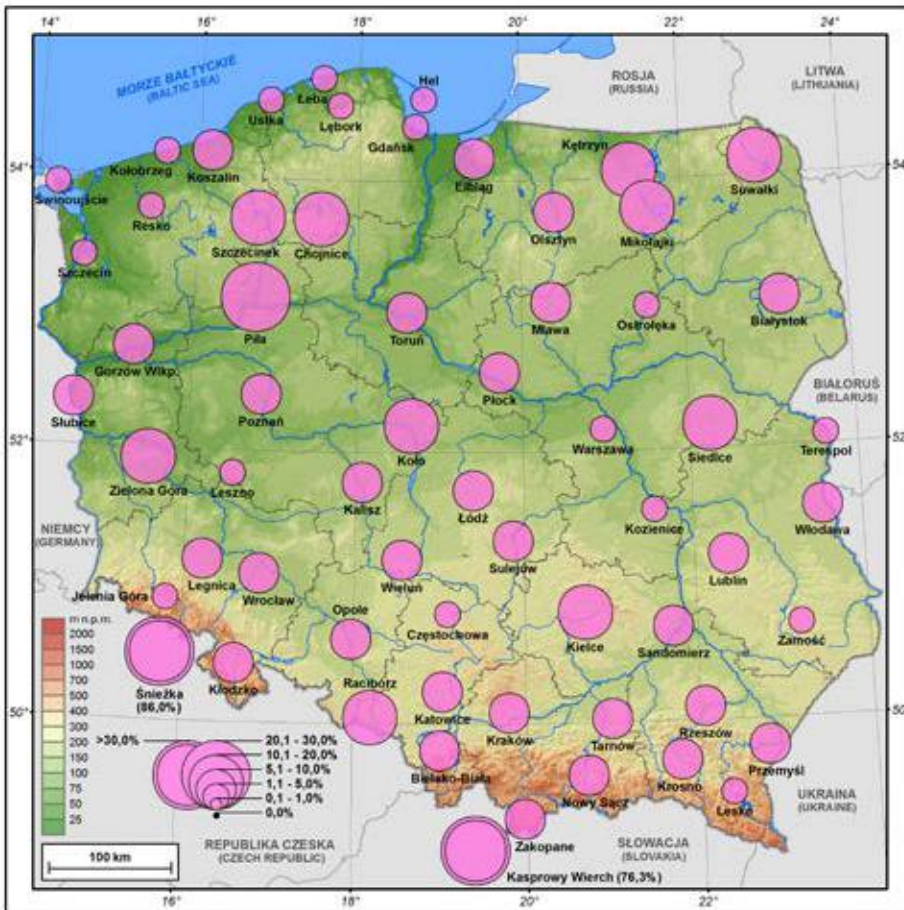 14° 16° 18° 20° 22° 24°
MORZE BAŁTYCKIE
(BALTIC SEA)
ROSJA
(RUSSIA)
LITWA
(LITHUANIA)
Hel
Łeba
Ustka
Lębork
Gdańsk
Kołobrzeg
Koszalin
Elbląg
Kętrzyn
Suwałki
54° 54°
Świnoujście
Resko
Szczecinek
Chojnice
Olsztyn
Mikołajki
Szczecin
Piła
Toruń
Mława
Ostrołęka
Białystok
Gorzów Wlkp.
Płock
BIAŁORUŚ
(BELARUS)
Słubice
Poznań
52° 52°
Koło
Warszawa
Siedlce
Terespol
Zielona Góra
Leszno
Kalisz
Łódź
Kozienice
Włodawa
NIEMCY
(GERMANY)
Legnica
Wrocław
Wieluń
Sulejów
Lublin
Jelenia Góra
Opole
Częstochowa
Kielce
Sandomierz
Zamość
m n.p.m.
2000
1500
1000
700
500
400
300
200
150
100
75
50
25
Śnieżka
(86,0%)
Kłodzko
Racibórz
50° 50°
Katowice
Kraków
Tarnów
Rzeszów
Przemyśl
>30,0%
20,1 - 30,0%
10,1 - 20,0%
5,1 - 10,0%
1,1 - 5,0%
0,1 - 1,0%
0,0%
Bielsko-Biała
Nowy Sącz
Krosno
Lesko
UKRAINA
(UKRAINE)
REPUBLIKA CZESKA
(CZECH REPUBLIC)
Zakopane
SŁOWACJA
(SLOVAKIA)
100 km
Kasprowy Wierch (76,3%)
16° 18° 20° 22°